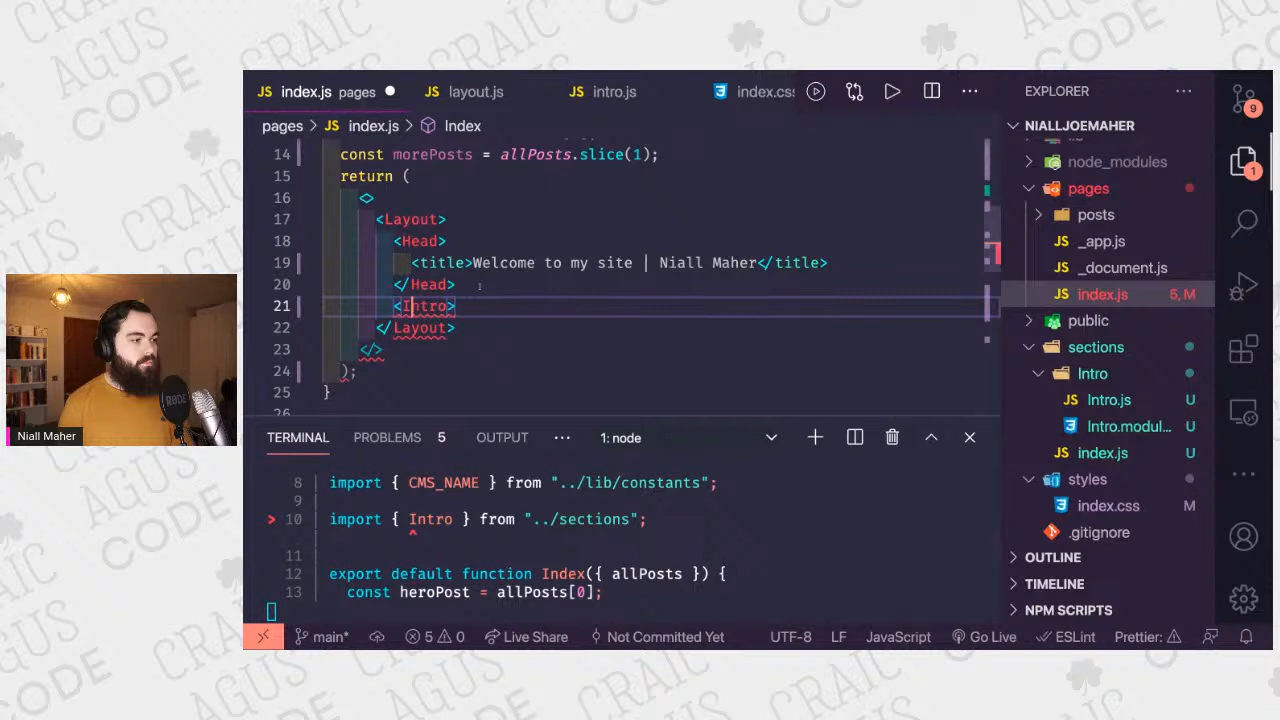 CRAIC
AGUS
CODE
index.js pages
layout.js
intro.js
index.css
EXPLORER
pages > JS index.js > Index
NIALLJOEMAHER
14 const morePosts = allPosts.slice(1);
15 return (
16 <>
17 <Layout>
18 <Head>
19 <title>Welcome to my site | Niall Maher</title>
20 </Head>
21 <Intro>
22 </Layout>
23 </>
24 );
25 }
26
node_modules
pages
posts
JS _app.js
JS _document.js
JS index.js 5, M
public
sections
Intro
JS Intro.js U
Intro.modul... U
JS index.js U
styles
index.css M
.gitignore
OUTLINE
TIMELINE
NPM SCRIPTS
9
1
TERMINAL PROBLEMS 5 OUTPUT ... 1: node
8 | import { CMS_NAME } from "../lib/constants";
9 |
> 10 | import { Intro } from "../sections";
| ^
11 |
12 | export default function Index({ allPosts }) {
13 | const heroPost = allPosts[0];
main* 5 0 Live Share Not Committed Yet UTF-8 LF JavaScript Go Live ESLint Prettier:
Niall Maher
RODE